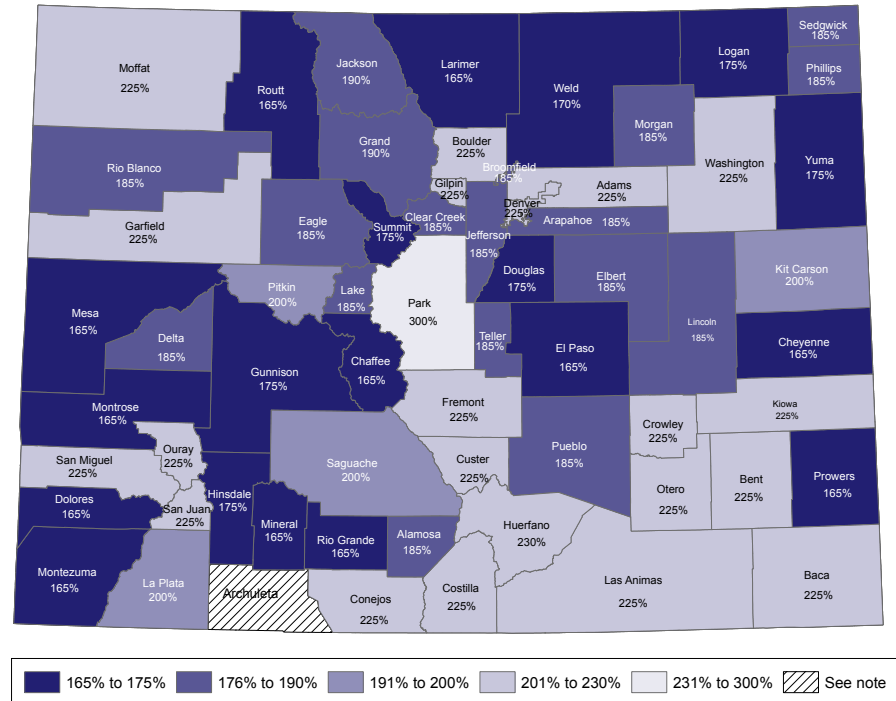 Moffat
225%
Routt
165%
Jackson
190%
Larimer
165%
Weld
170%
Logan
175%
Sedgwick
185%
Phillips
185%
Morgan
185%
Washington
225%
Yuma
175%
Rio Blanco
185%
Grand
190%
Boulder
225%
Broomfield
185%
Gilpin
225%
Adams
225%
Denver
225%
Arapahoe 185%
Garfield
225%
Eagle
185%
Summit
175%
Clear Creek
185%
Jefferson
185%
Douglas
175%
Elbert
185%
Lincoln
185%
Kit Carson
200%
Mesa
165%
Pitkin
200%
Lake
185%
Park
300%
Delta
185%
Gunnison
175%
Chaffee
165%
Teller
185%
El Paso
165%
Cheyenne
165%
Montrose
165%
Fremont
225%
Crowley
225%
Kiowa
225%
Ouray
225%
San Miguel
225%
Saguache
200%
Custer
225%
Pueblo
185%
Otero
225%
Bent
225%
Prowers
165%
Dolores
165%
San Juan
225%
Hinsdale
175%
Mineral
165%
Rio Grande
165%
Alamosa
185%
Huerfano
230%
Montezuma
165%
La Plata
200%
Archuleta
Conejos
225%
Costilla
225%
Las Animas
225%
Baca
225%
165% to 175%
176% to 190%
191% to 200%
201% to 230%
231% to 300%
See note